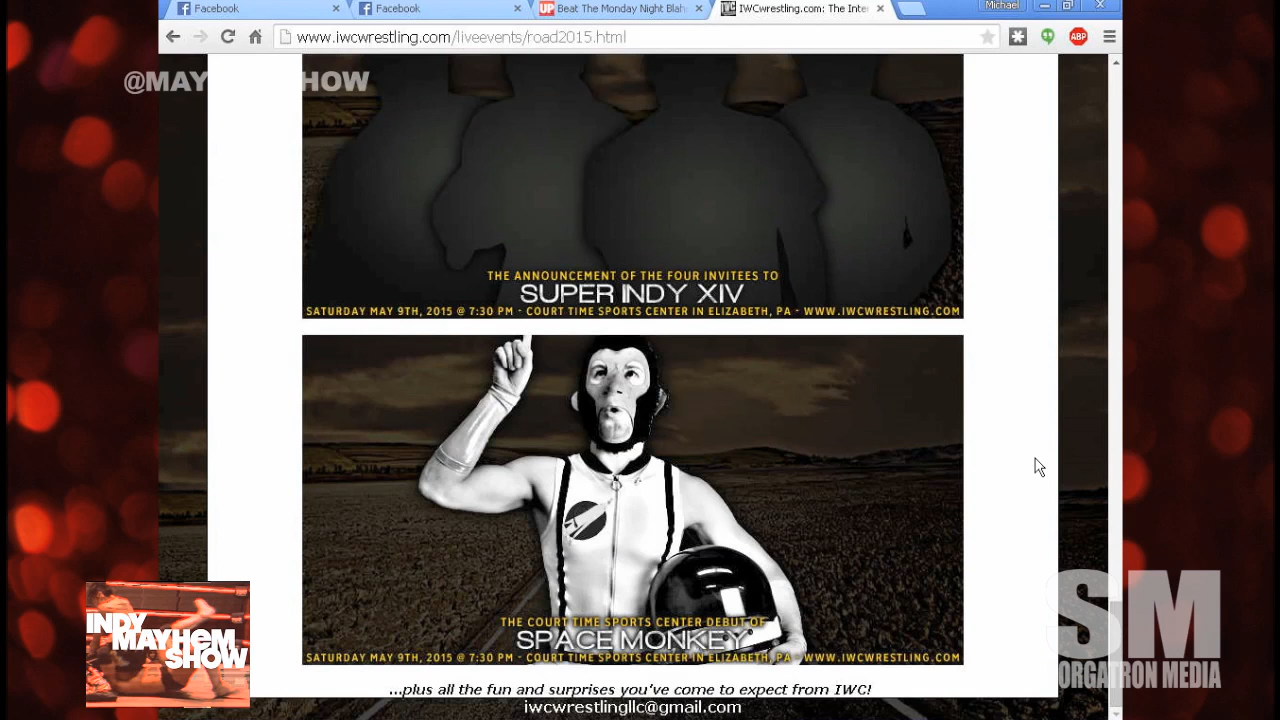 Facebook
Facebook
UP Beat The Monday Night Blah
IWCwrestling.com: The Inter
Michael
www.iwcwrestling.com/liveevents/road2015.html
ABP
@MAY HOW
THE ANNOUNCEMENT OF THE FOUR INVITEES TO
SUPER INDY XIV
SATURDAY MAY 9TH, 2015 @ 7:30 PM - COURT TIME SPORTS CENTER IN ELIZABETH, PA - WWW.IWCWRESTLING.COM
THE COURT TIME SPORTS CENTER DEBUT OF
SPACE MONKEY
SATURDAY MAY 9TH, 2015 @ 7:30 PM - COURT TIME SPORTS CENTER IN ELIZABETH, PA - WWW.IWCWRESTLING.COM
...plus all the fun and surprises you've come to expect from IWC!
iwcwrestlingllc@gmail.com
INDY
MAYHEM
SHOW
SM
ORGATRON MEDIA